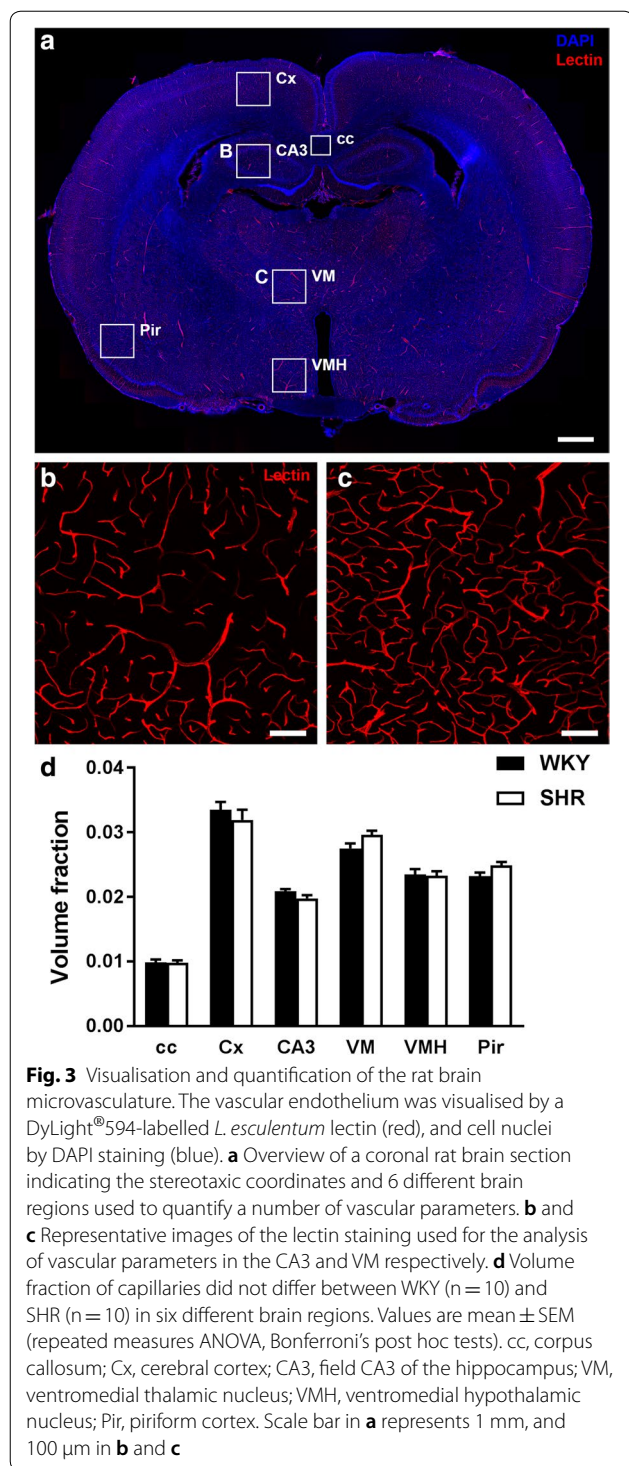 a
DAPI
Lectin
Cx
cc
B
CA3
C
VM
Pir
VMH
b
Lectin
c
d
WKY
SHR
Volume fraction
0.04
0.03
0.02
0.01
0.00
cc Cx CA3 VM VMH Pir
Fig. 3 Visualisation and quantification of the rat brain
microvasculature. The vascular endothelium was visualised by a
DyLight®594-labelled L. esculentum lectin (red), and cell nuclei
by DAPI staining (blue). a Overview of a coronal rat brain section
indicating the stereotaxic coordinates and 6 different brain
regions used to quantify a number of vascular parameters. b and
c Representative images of the lectin staining used for the analysis
of vascular parameters in the CA3 and VM respectively. d Volume
fraction of capillaries did not differ between WKY (n = 10) and
SHR (n = 10) in six different brain regions. Values are mean ± SEM
(repeated measures ANOVA, Bonferroni's post hoc tests). cc, corpus
callosum; Cx, cerebral cortex; CA3, field CA3 of the hippocampus; VM,
ventromedial thalamic nucleus; VMH, ventromedial hypothalamic
nucleus; Pir, piriform cortex. Scale bar in a represents 1 mm, and
100 µm in b and c